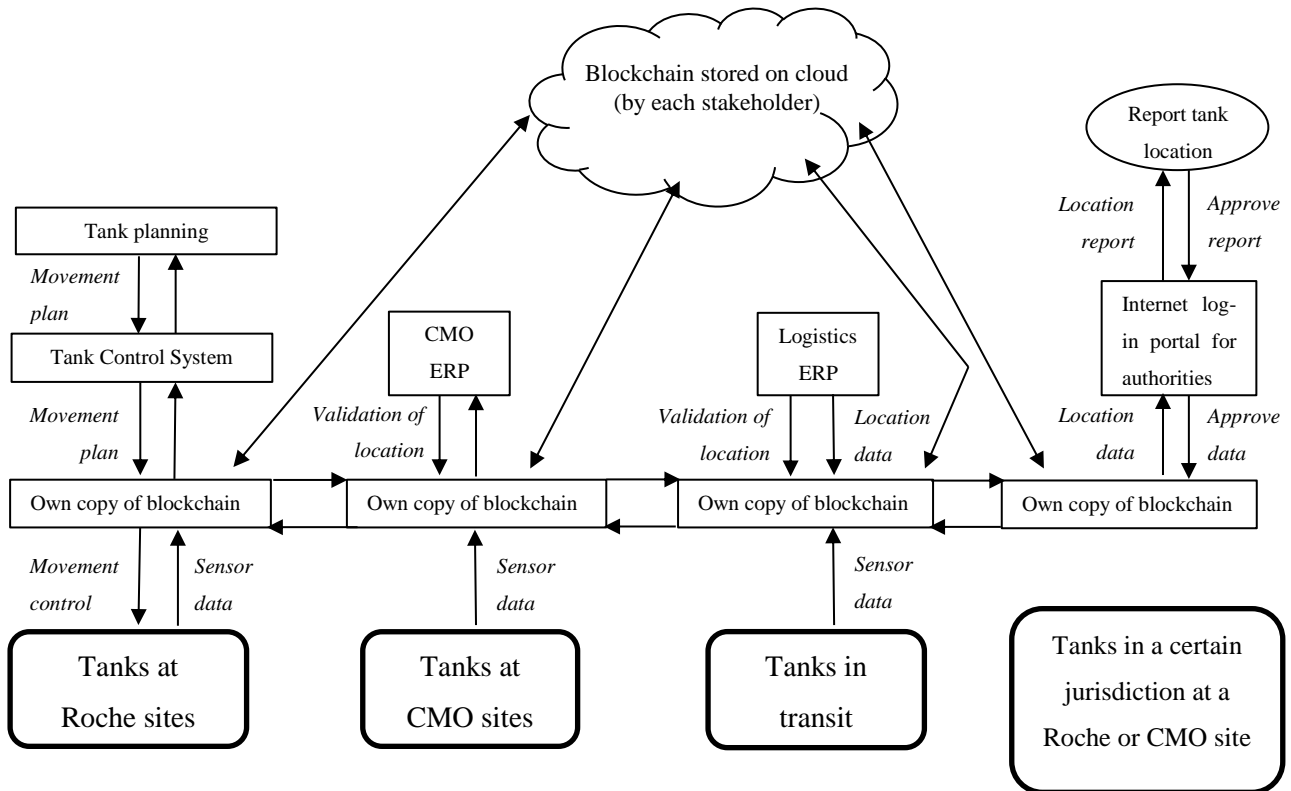 Blockchain stored on cloud
(by each stakeholder)
Report tank
location
Location
report
Approve
report
Tank planning
Movement
plan
Internet log-
in portal for
authorities
CMO
ERP
Logistics
ERP
Tank Control System
Movement
plan
Validation of
location
Validation of
location
Location
data
Location
data
Approve
data
Own copy of blockchain
Own copy of blockchain
Own copy of blockchain
Own copy of blockchain
Movement
control
Sensor
data
Sensor
data
Sensor
data
Tanks at
Roche sites
Tanks at
CMO sites
Tanks in
transit
Tanks in a certain
jurisdiction at a
Roche or CMO site